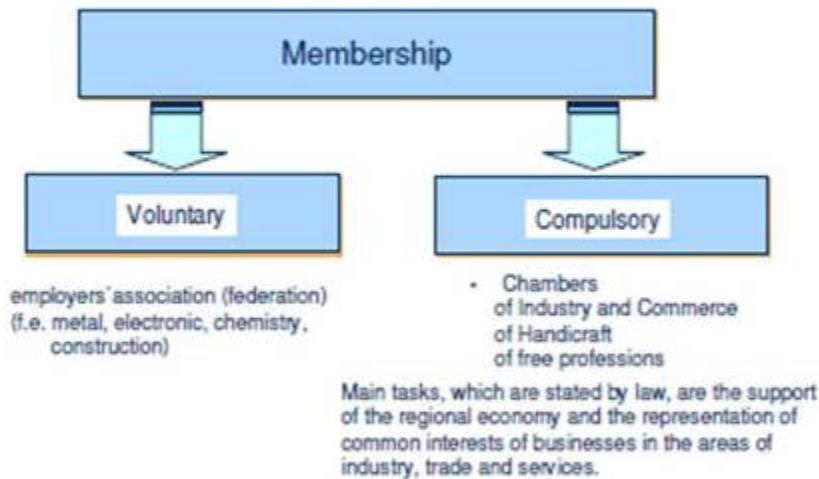 Membership
Voluntary
Compulsory
employers´association (federation)
(f.e. metal, electronic, chemistry,
construction)
• Chambers
of Industry and Commerce
of Handicraft
of free professions
Main tasks, which are stated by law, are the support
of the regional economy and the representation of
common interests of businesses in the areas of
industry, trade and services.